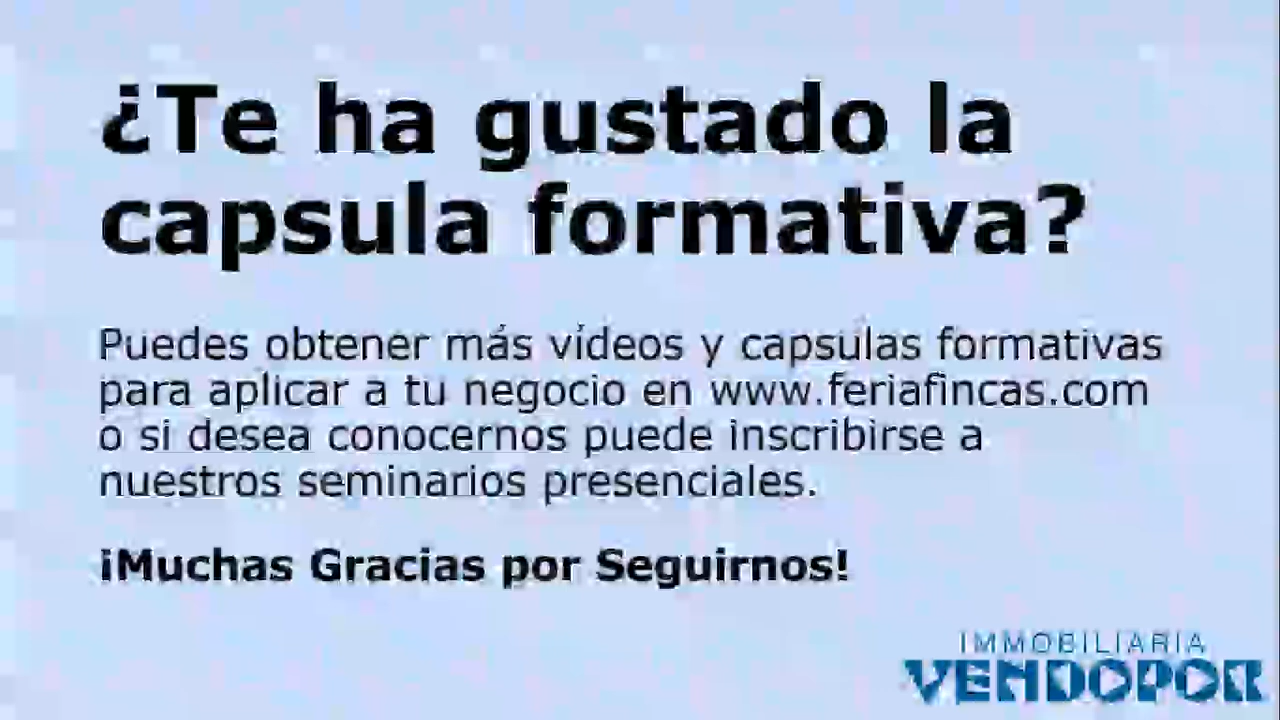 ¿Te ha gustado la
capsula formativa?
Puedes obtener más vídeos y capsulas formativas
para aplicar a tu negocio en www.feriafincas.com
o si desea conocernos puede inscribirse a
nuestros seminarios presenciales.
¡Muchas Gracias por Seguirnos!
IMMOBILIARIA
VENDOPOR